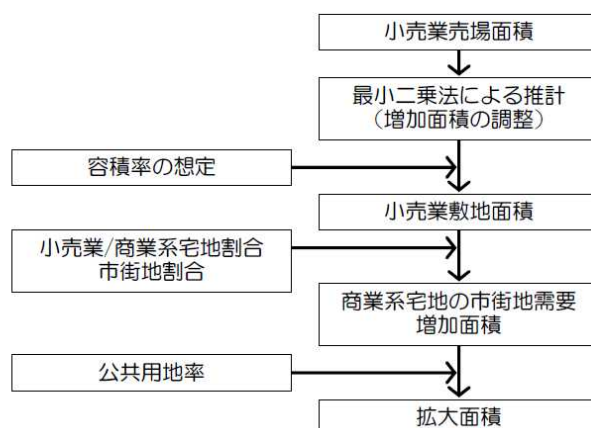 小売業売場面積
最小二乗法による推計
（増加面積の調整）
容積率の想定
小売業敷地面積
小売業/商業系宅地割合
市街地割合
商業系宅地の市街地需要
増加面積
公共用地率
拡大面積